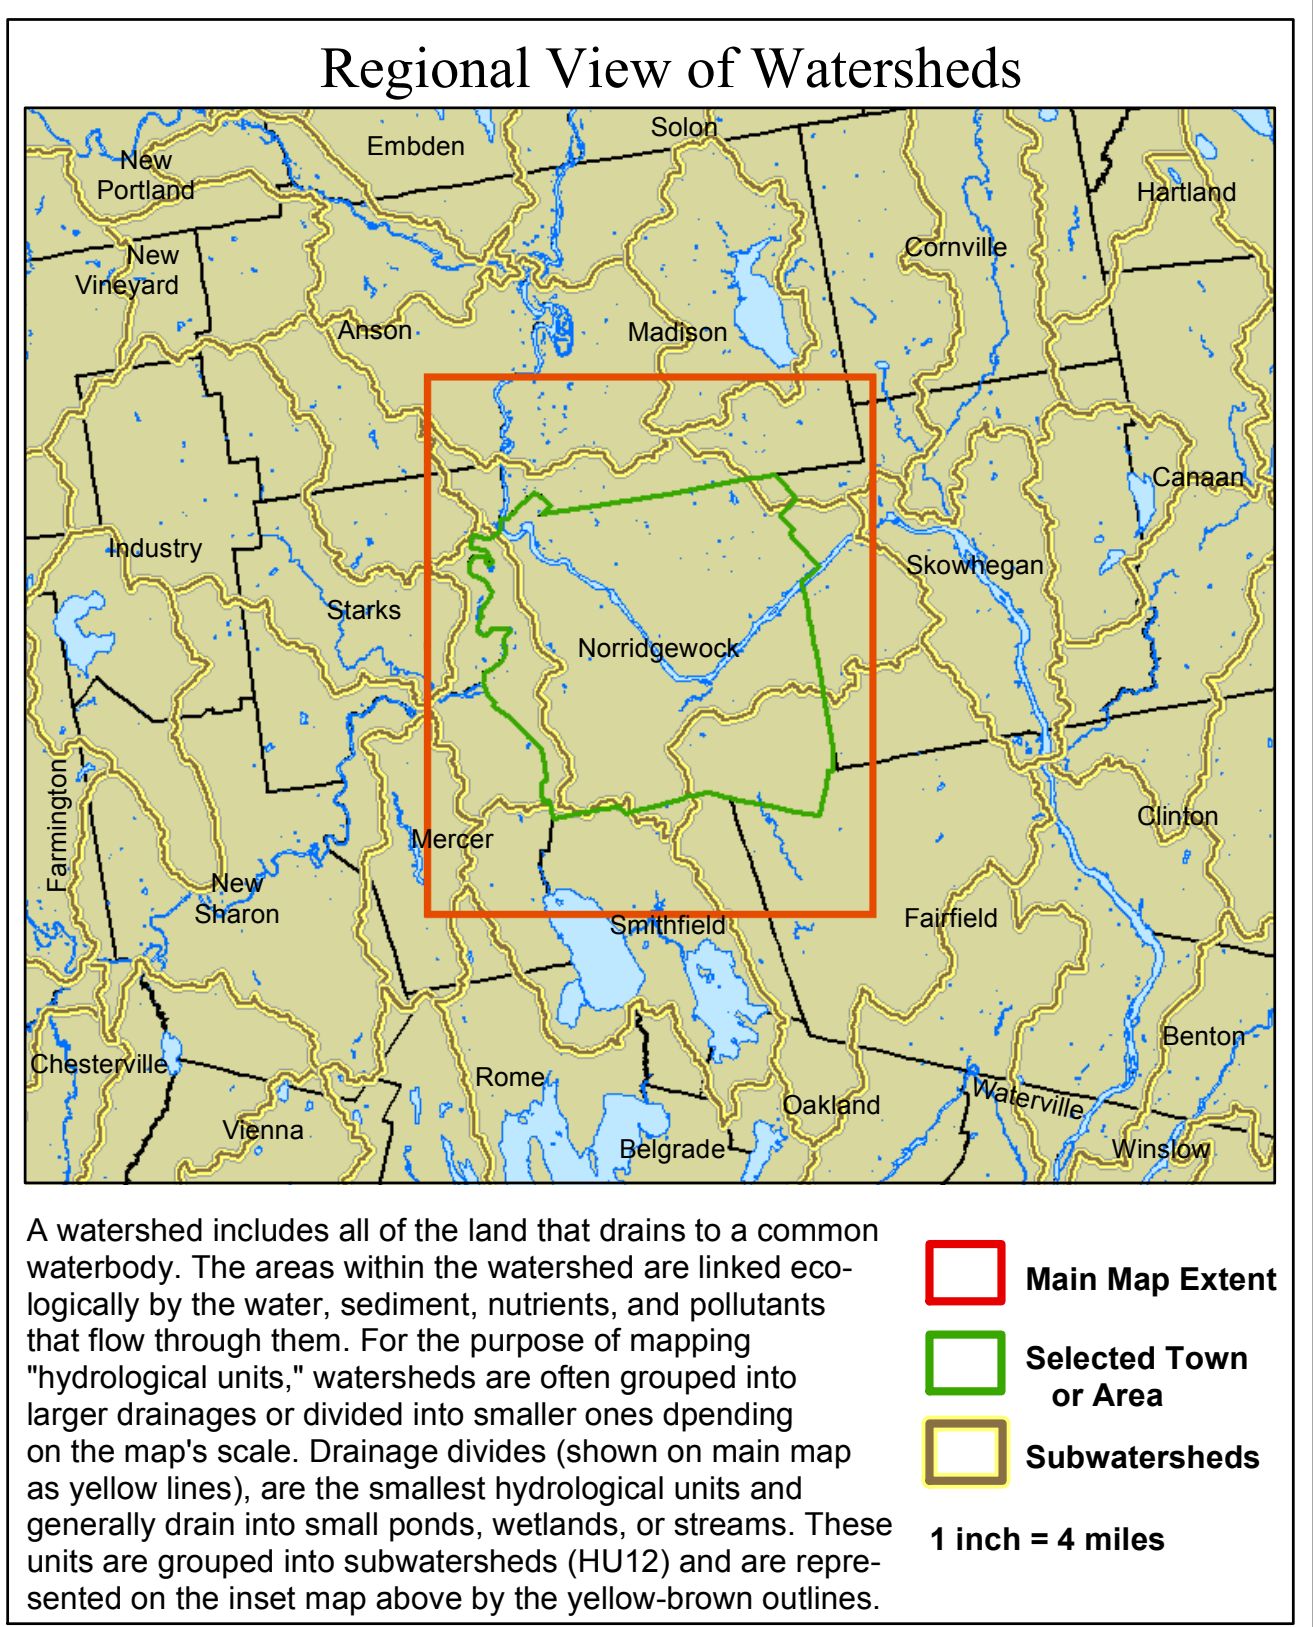 Regional View of Watersheds
Solon
Embden
New
Portland
Hartland
New
Vineyard
Cornville
Anson
Madison
Canaan
Industry
Skowhegan
Starks
Norridgewock
Farmington
Mercer
Clinton
New
Sharon
Smithfield
Fairfield
Benton
Chesterville
Rome
Oakland
Waterville
Vienna
Belgrade
Winslow
A watershed includes all of the land that drains to a common
waterbody. The areas within the watershed are linked eco-
logically by the water, sediment, nutrients, and pollutants
that flow through them. For the purpose of mapping
"hydrological units," watersheds are often grouped into
larger drainages or divided into smaller ones dpending
on the map's scale. Drainage divides (shown on main map
as yellow lines), are the smallest hydrological units and
generally drain into small ponds, wetlands, or streams. These
units are grouped into subwatersheds (HU12) and are repre-
sented on the inset map above by the yellow-brown outlines.
Main Map Extent
Selected Town
or Area
Subwatersheds
1 inch = 4 miles